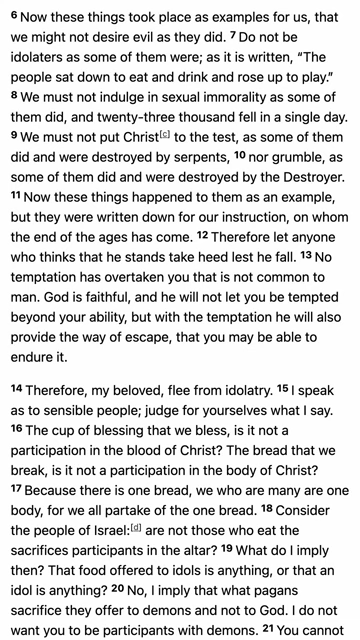 6 Now these things took place as examples for us, that
we might not desire evil as they did. 7 Do not be
idolaters as some of them were; as it is written, “The
people sat down to eat and drink and rose up to play.”
8 We must not indulge in sexual immorality as some of
them did, and twenty-three thousand fell in a single day.
9 We must not put Christ[c] to the test, as some of them
did and were destroyed by serpents, 10 nor grumble, as
some of them did and were destroyed by the Destroyer.
11 Now these things happened to them as an example,
but they were written down for our instruction, on whom
the end of the ages has come. 12 Therefore let anyone
who thinks that he stands take heed lest he fall. 13 No
temptation has overtaken you that is not common to
man. God is faithful, and he will not let you be tempted
beyond your ability, but with the temptation he will also
provide the way of escape, that you may be able to
endure it.
14 Therefore, my beloved, flee from idolatry. 15 I speak
as to sensible people; judge for yourselves what I say.
16 The cup of blessing that we bless, is it not a
participation in the blood of Christ? The bread that we
break, is it not a participation in the body of Christ?
17 Because there is one bread, we who are many are one
body, for we all partake of the one bread. 18 Consider
the people of Israel:[d] are not those who eat the
sacrifices participants in the altar? 19 What do I imply
then? That food offered to idols is anything, or that an
idol is anything? 20 No, I imply that what pagans
sacrifice they offer to demons and not to God. I do not
want you to be participants with demons. 21 You cannot